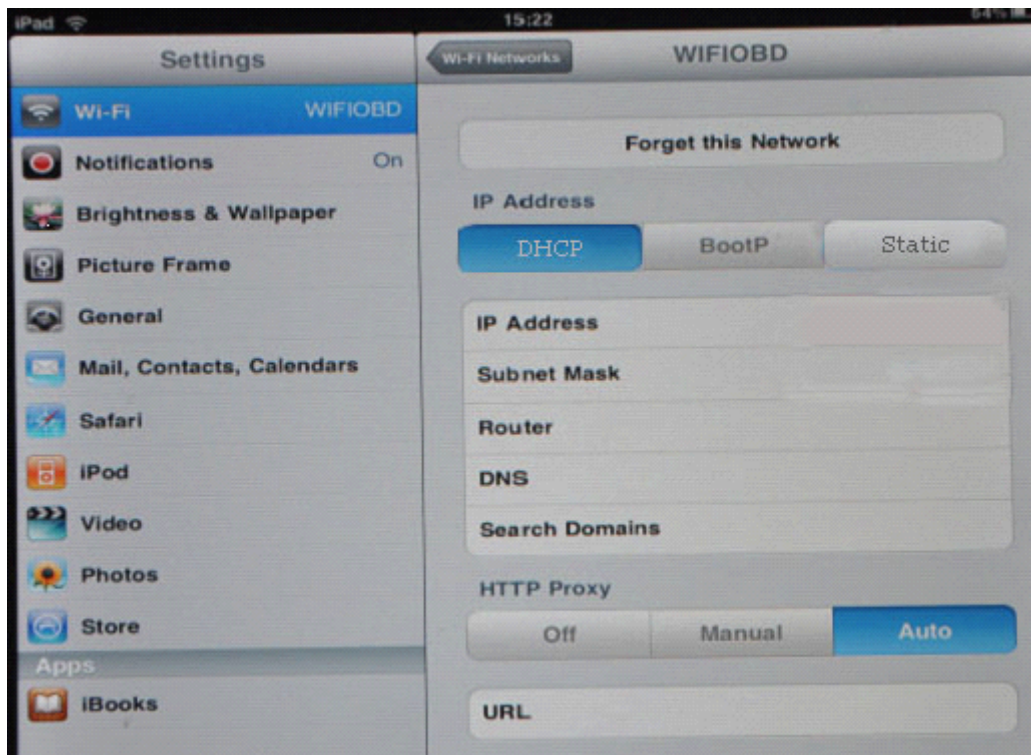 iPad 15:22 64%
Settings
Wi-Fi WIFIOBD
Notifications On
Brightness & Wallpaper
Picture Frame
General
Mail, Contacts, Calendars
Safari
iPod
Video
Photos
Store
Apps
iBooks
Wi-Fi Networks WIFIOBD
Forget this Network
IP Address
DHCP BootP Static
IP Address
Subnet Mask
Router
DNS
Search Domains
HTTP Proxy
Off Manual Auto
URL